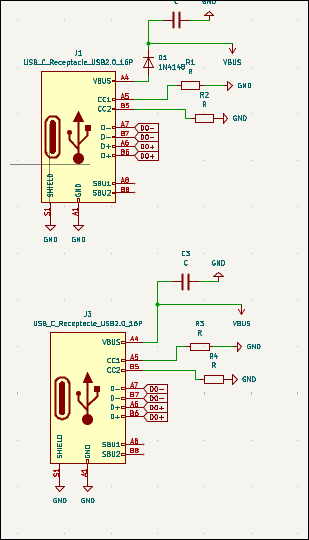 C
GND
D1
1N4148
VBUS
J1
USB_C_Receptacle_USB2.0_16P
R1
R
GND
R2
R
GND
VBUS
A4
CC1
A5
CC2
B5
D-
A7
D0-
D-
B7
D0-
D+
A6
D0+
D+
B6
D0+
SBU1
A8
SBU2
B8
SHIELD
GND
S1
A1
GND
GND
C3
C
GND
VBUS
J3
USB_C_Receptacle_USB2.0_16P
R3
R
GND
R4
R
GND
VBUS
A4
CC1
A5
CC2
B5
D-
A7
D0-
D-
B7
D0-
D+
A6
D0+
D+
B6
D0+
SBU1
A8
SBU2
B8
SHIELD
GND
S1
A1
GND
GND